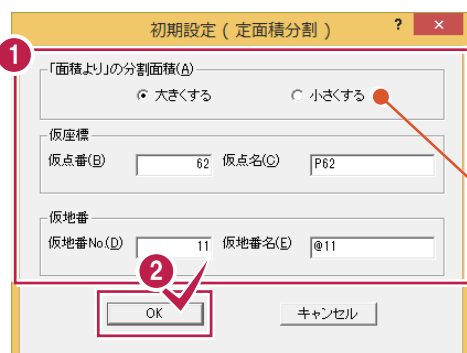 初期設定 ( 定面積分割 ) ? ×
1
「面積より」の分割面積(A)
大きくする 小さくする
仮座標
仮点番(B) 62 仮点名(C) P62
仮地番
仮地番No.(D) 11 仮地番名(E) @11
2
OK キャンセル